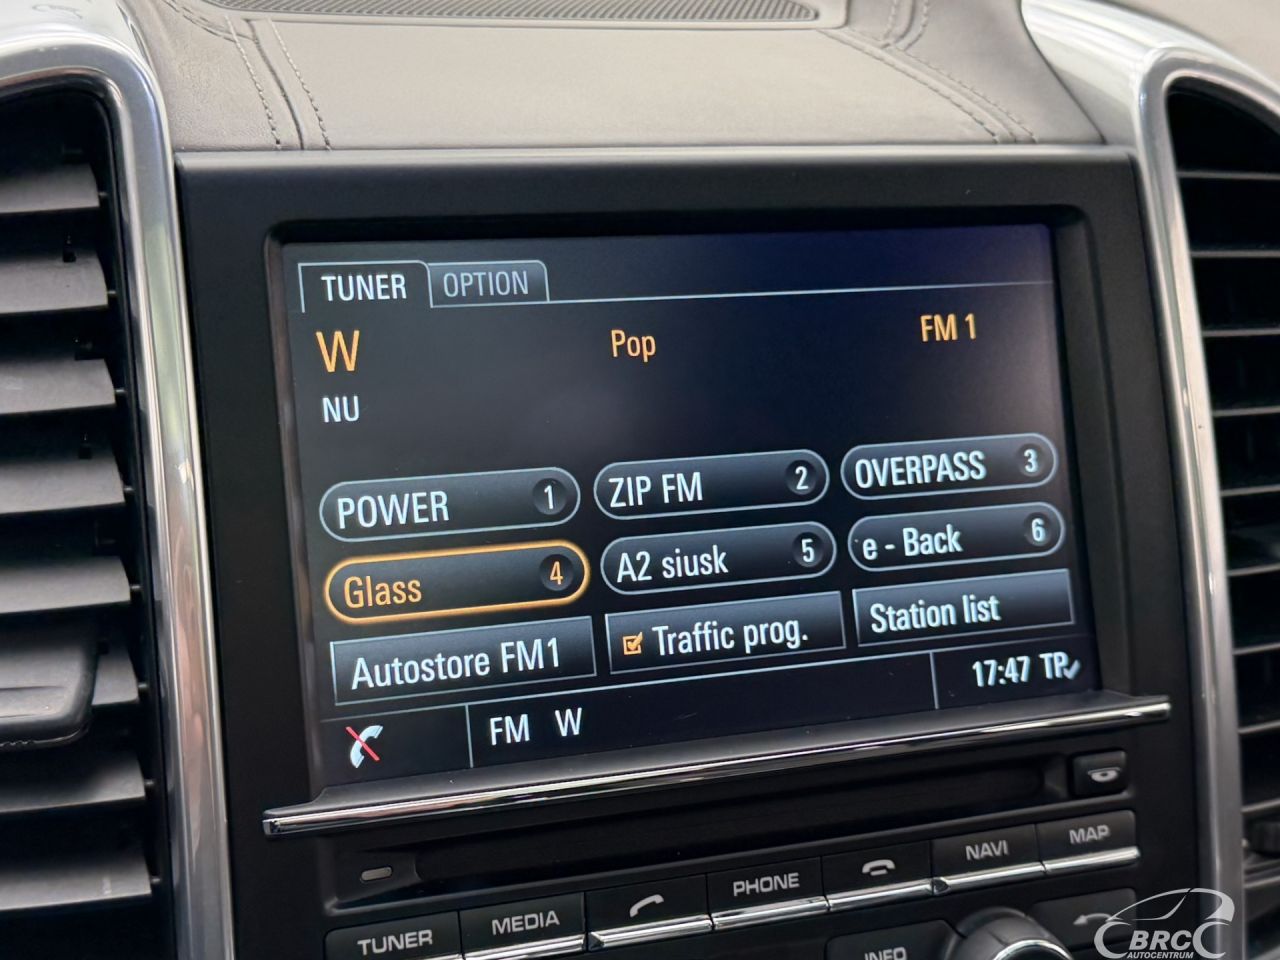 TUNER OPTION
W Pop FM 1
NU
POWER 1 ZIP FM 2 OVERPASS 3
Glass 4 A2 siusk 5 e - Back 6
Autostore FM1 Traffic prog. Station list
FM W 17:47 TP
TUNER MEDIA PHONE NAVI MAP
INFO
BRC
AUTOCENTRUM